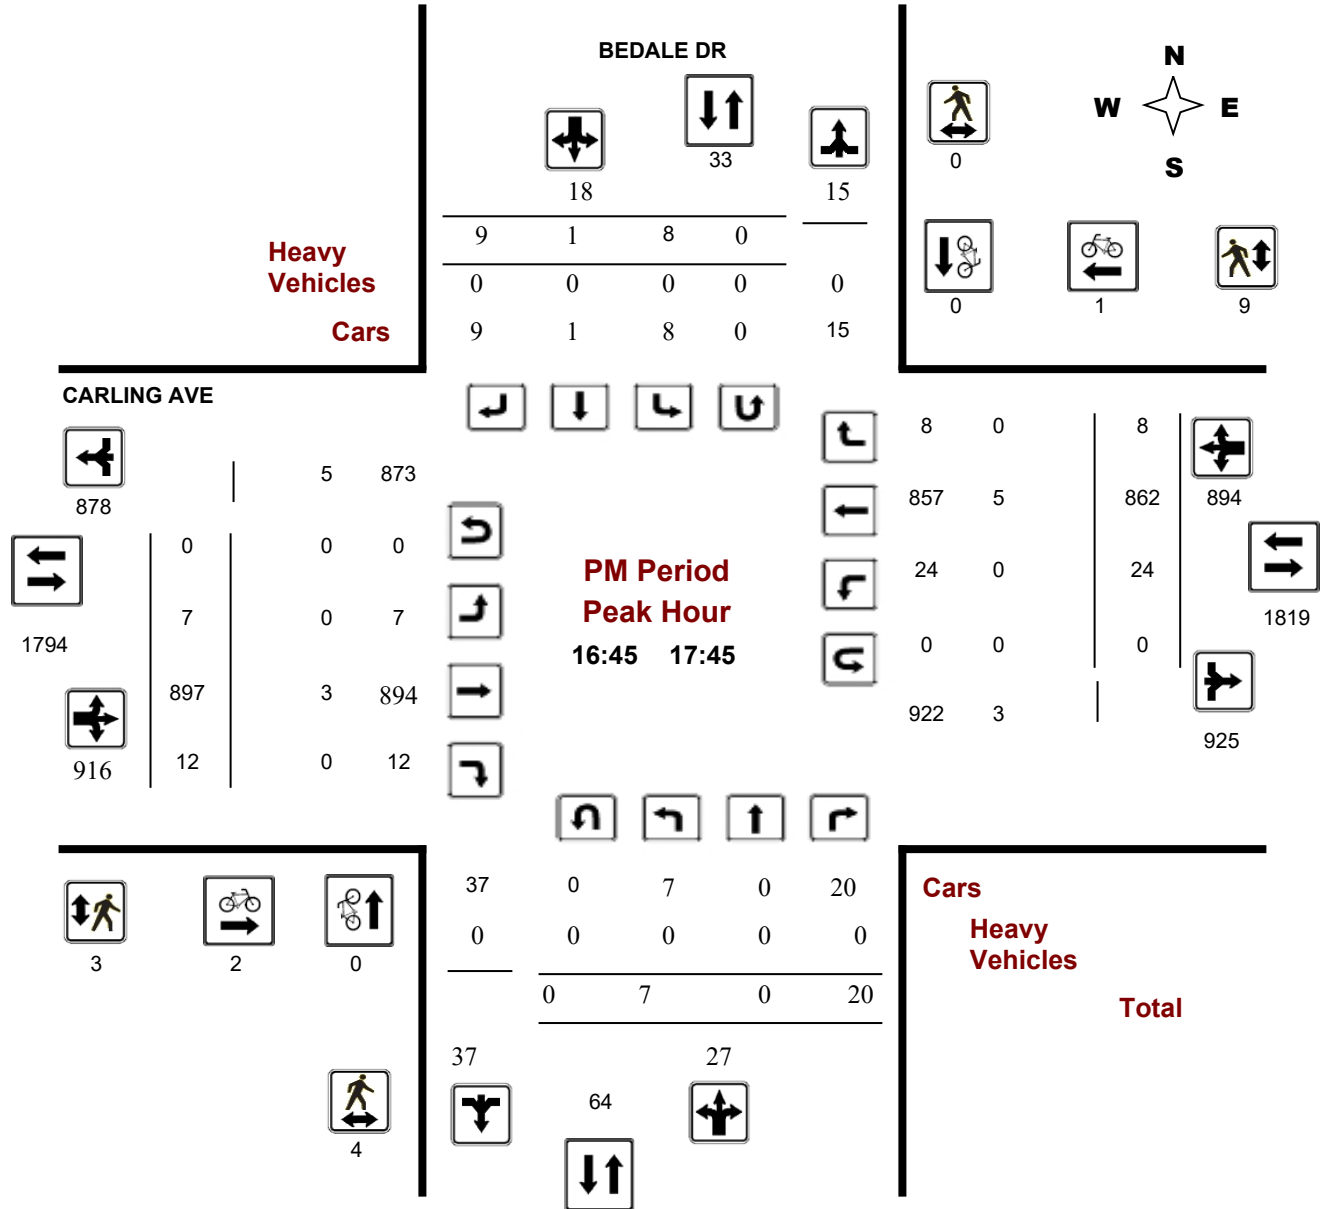 BEDALE DR
N
W E
S
33
0
18 15
9 1 8 0
Heavy
Vehicles
0 0 0 0 0
0 1 9
Cars
9 1 8 0 15
CARLING AVE
8 0 8
5 873
878
857 5 862 894
0 0 0
PM Period
24 0 24
Peak Hour
7 0 7
1819
1794
16:45 17:45
0 0 0
897 3 894
922 3
925
916 12 0 12
37 0 7 0 20
Cars
0 0 0 0 0
Heavy
Vehicles
3 2 0
0 7 0 20
Total
37 27
64
4